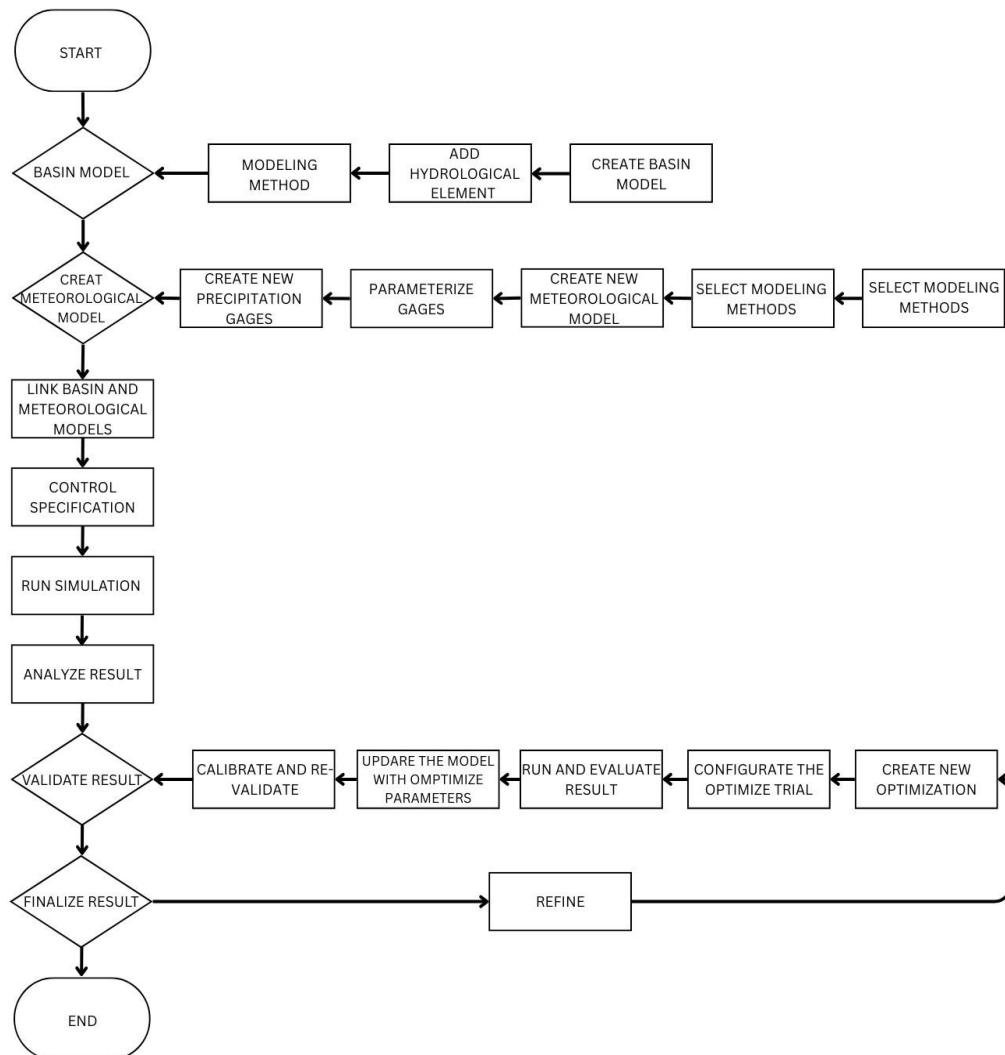 START
BASIN MODEL
MODELING
METHOD
ADD
HYDROLOGICAL
ELEMENT
CREATE BASIN
MODEL
CREAT
METEOROLOGICAL
MODEL
CREATE NEW
PRECIPITATION
GAGES
PARAMETERIZE
GAGES
CREATE NEW
METEOROLOGICAL
MODEL
SELECT MODELING
METHODS
SELECT MODELING
METHODS
LINK BASIN AND
METEOROLOGICAL
MODELS
CONTROL
SPECIFICATION
RUN SIMULATION
ANALYZE RESULT
VALIDATE RESULT
CALIBRATE AND RE-
VALIDATE
UPDARE THE MODEL
WITH OMPTIMIZE
PARAMETERS
RUN AND EVALUATE
RESULT
CONFIGURATE THE
OPTIMIZE TRIAL
CREATE NEW
OPTIMIZATION
FINALIZE RESULT
REFINE
END